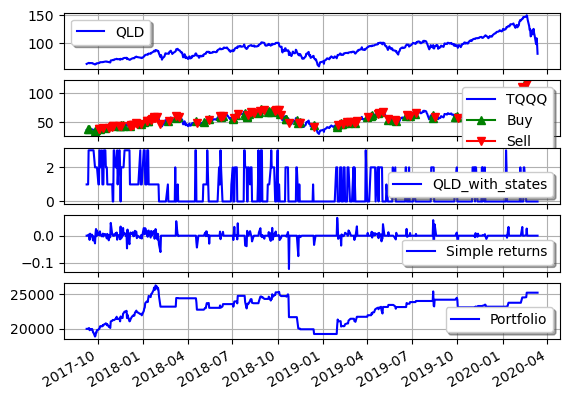 150
QLD
100
100
TQQQ
Buy
50
Sell
2
QLD_with_states
0
0.0
Simple returns
−0.1
25000
Portfolio
20000
2017-10 2018-01 2018-04 2018-07 2018-10 2019-01 2019-04 2019-07 2019-10 2020-01 2020-04